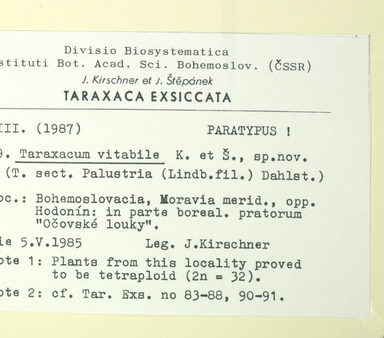 Divisio Biosystematica
stituti Bot. Acad. Sci. Bohemoslov. (ČSSR)
J. Kirschner et J. Štěpánek
TARAXACA EXSICCATA
III. (1987) PARATYPUS !
9. Taraxacum vitabile K. et Š., sp.nov.
(T. sect. Palustria (Lindb.fil.) Dahlst.)
oc.: Bohemoslovacia, Moravia merid., opp.
Hodonín: in parte boreal. pratorum
"Očovské louky".
ie 5.V.1985 Leg. J.Kirschner
ote 1: Plants from this locality proved
to be tetraploid (2n = 32).
ote 2: cf. Tar. Exs. no 83-88, 90-91.